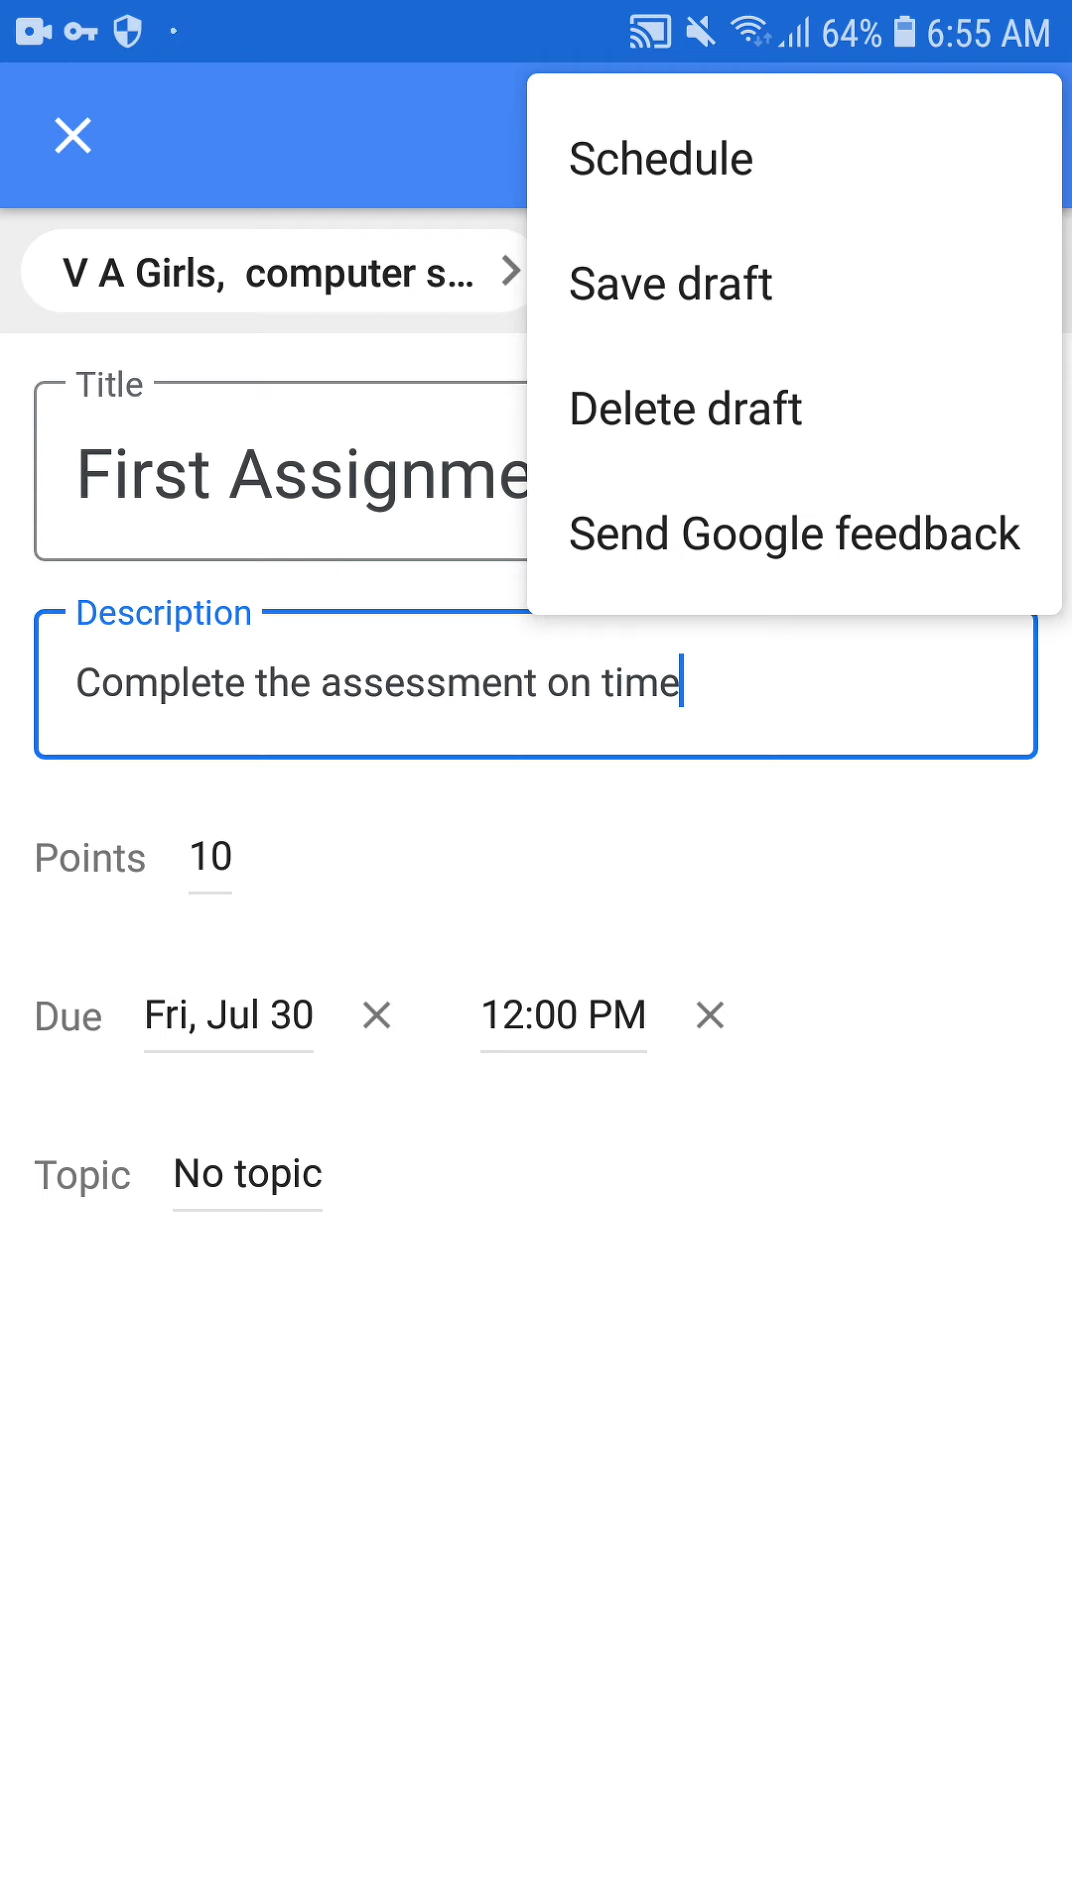 64% 6:55 AM
Schedule
Save draft
Delete draft
Send Google feedback
V A Girls, computer s...
Title
First Assignme
Description
Complete the assessment on time
Points 10
Due Fri, Jul 30 12:00 PM
Topic No topic